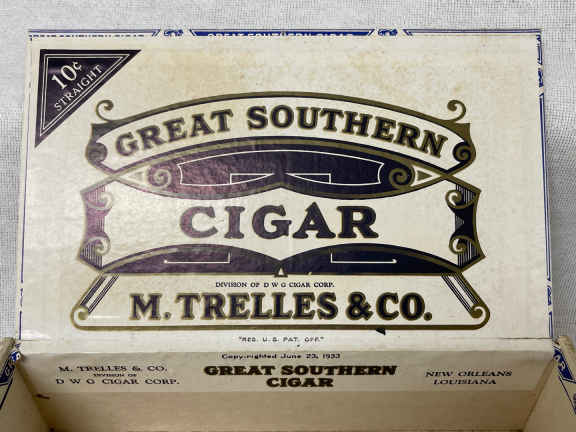 GREAT SOUTHERN CIGAR
10¢
STRAIGHT
GREAT SOUTHERN
CIGAR
DIVISION OF D W G CIGAR CORP.
M. TRELLES & CO.
"REG. U.S. PAT. OFF."
Copy-righted June 23, 1933
M. TRELLES & CO.
DIVISION OF
D W G CIGAR CORP.
GREAT SOUTHERN
CIGAR
NEW ORLEANS
LOUISIANA